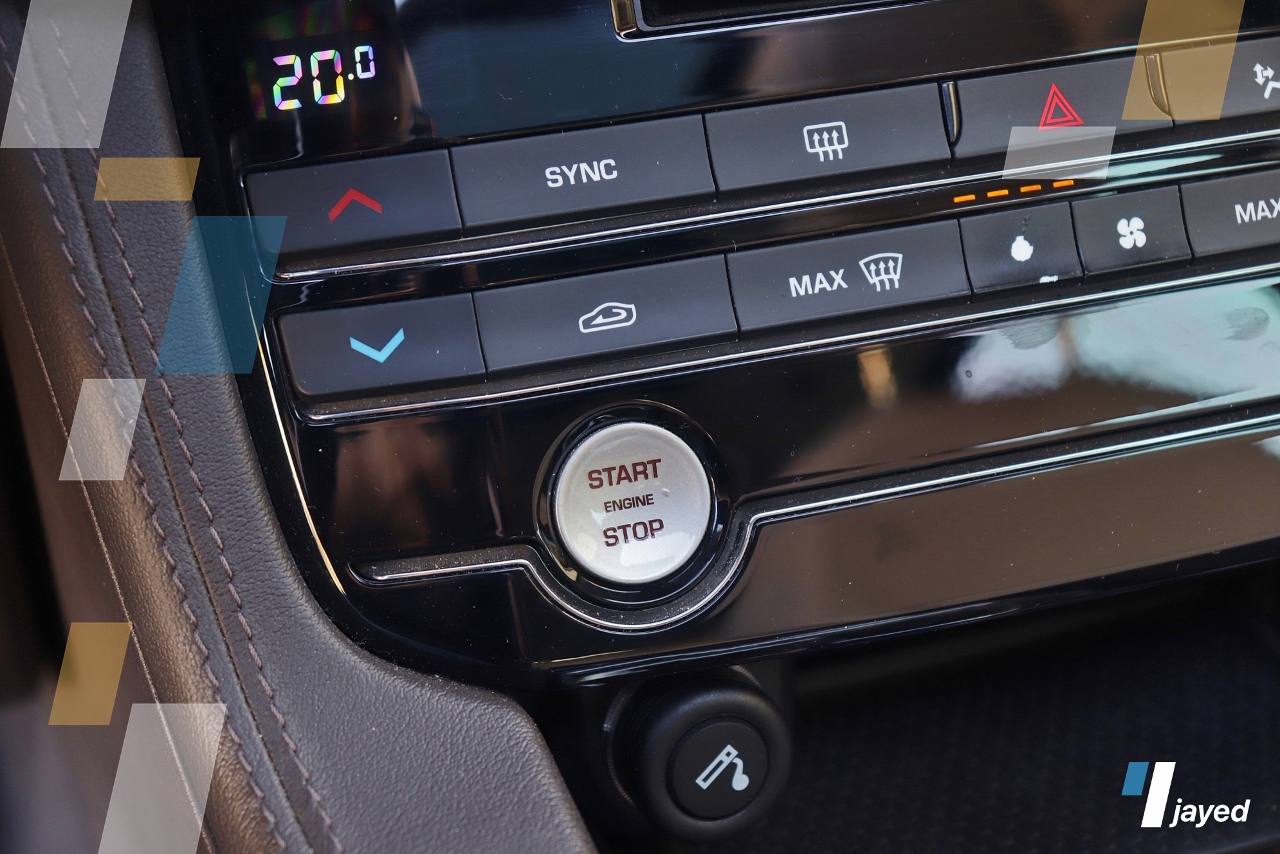 20.0
SYNC
MAX
MAX
START
ENGINE
STOP
jayed